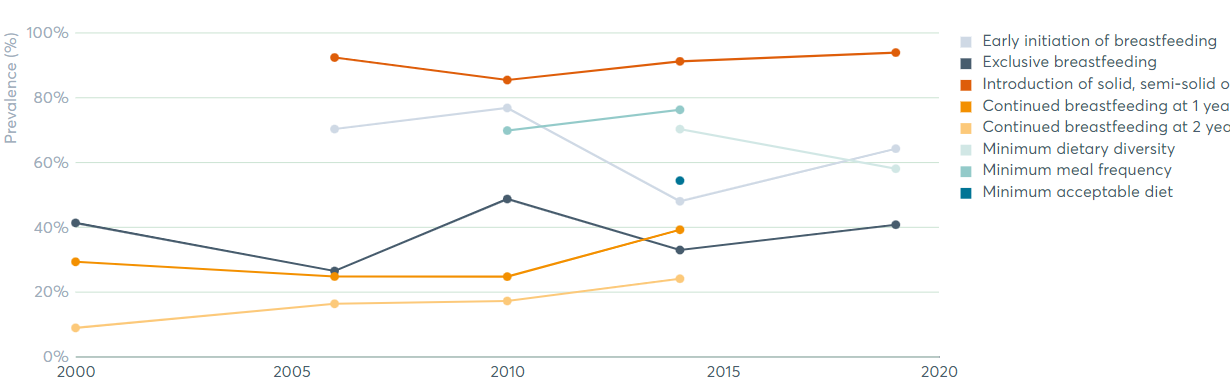 Prevalence (%)
100%
80%
60%
40%
20%
0%
2000 2005 2010 2015 2020
Early initiation of breastfeeding
Exclusive breastfeeding
Introduction of solid, semi-solid o
Continued breastfeeding at 1 yea
Continued breastfeeding at 2 yea
Minimum dietary diversity
Minimum meal frequency
Minimum acceptable diet